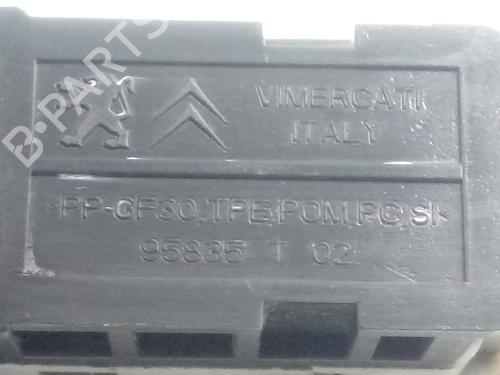 B-PARTS
VIMERCATI
ITALY
>PP-GF30,TPE,POM,PC,SI<
95835 T 02